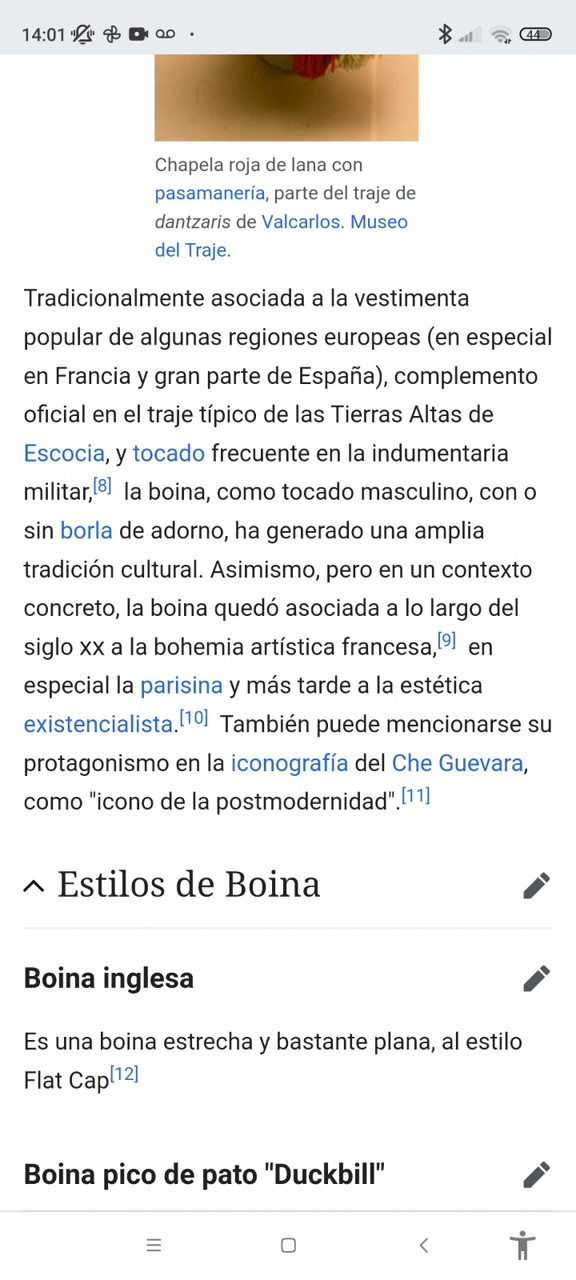 14:01
44
Chapela roja de lana con
pasamanería, parte del traje de
dantzaris de Valcarlos. Museo
del Traje.
Tradicionalmente asociada a la vestimenta
popular de algunas regiones europeas (en especial
en Francia y gran parte de España), complemento
oficial en el traje típico de las Tierras Altas de
Escocia, y tocado frecuente en la indumentaria
militar,[8] la boina, como tocado masculino, con o
sin borla de adorno, ha generado una amplia
tradición cultural. Asimismo, pero en un contexto
concreto, la boina quedó asociada a lo largo del
siglo xx a la bohemia artística francesa,[9] en
especial la parisina y más tarde a la estética
existencialista.[10] También puede mencionarse su
protagonismo en la iconografía del Che Guevara,
como "icono de la postmodernidad".[11]
Estilos de Boina
Boina inglesa
Es una boina estrecha y bastante plana, al estilo
Flat Cap[12]
Boina pico de pato "Duckbill"